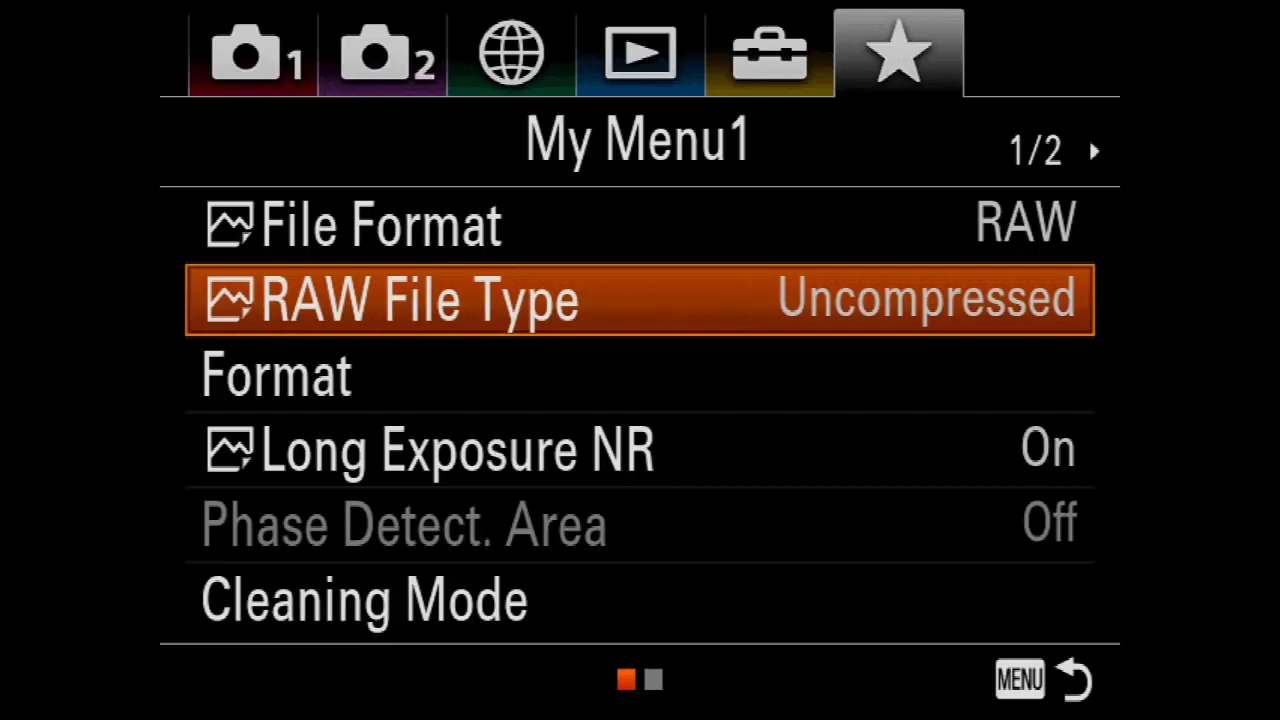 1 2
My Menu1 1/2
File Format RAW
RAW File Type Uncompressed
Format
Long Exposure NR On
Phase Detect. Area Off
Cleaning Mode
MENU